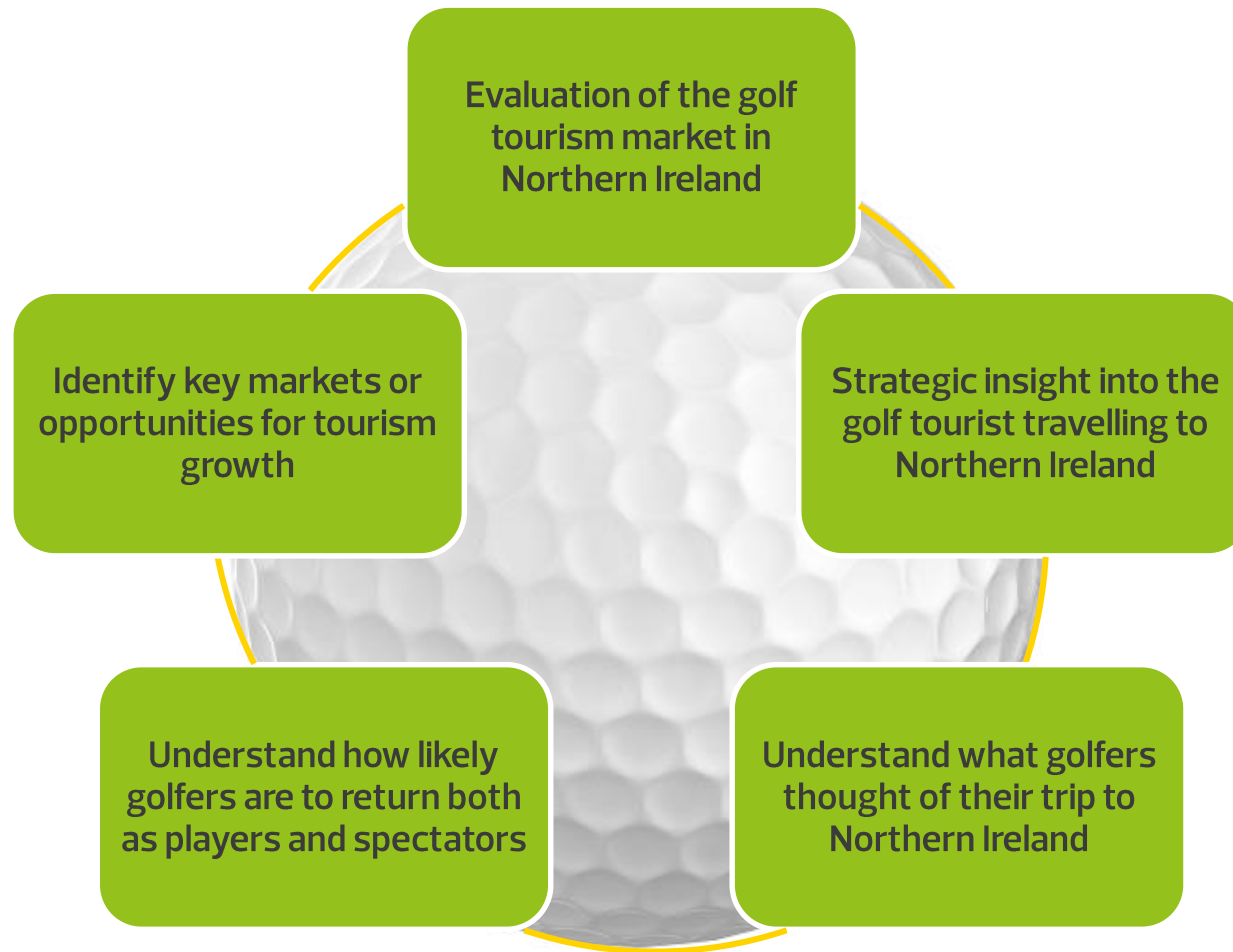 Evaluation of the golf
tourism market in
Northern Ireland
Strategic insight into the
golf tourist travelling to
Northern Ireland
Understand what golfers
thought of their trip to
Northern Ireland
Understand how likely
golfers are to return both
as players and spectators
Identify key markets or
opportunities for tourism
growth